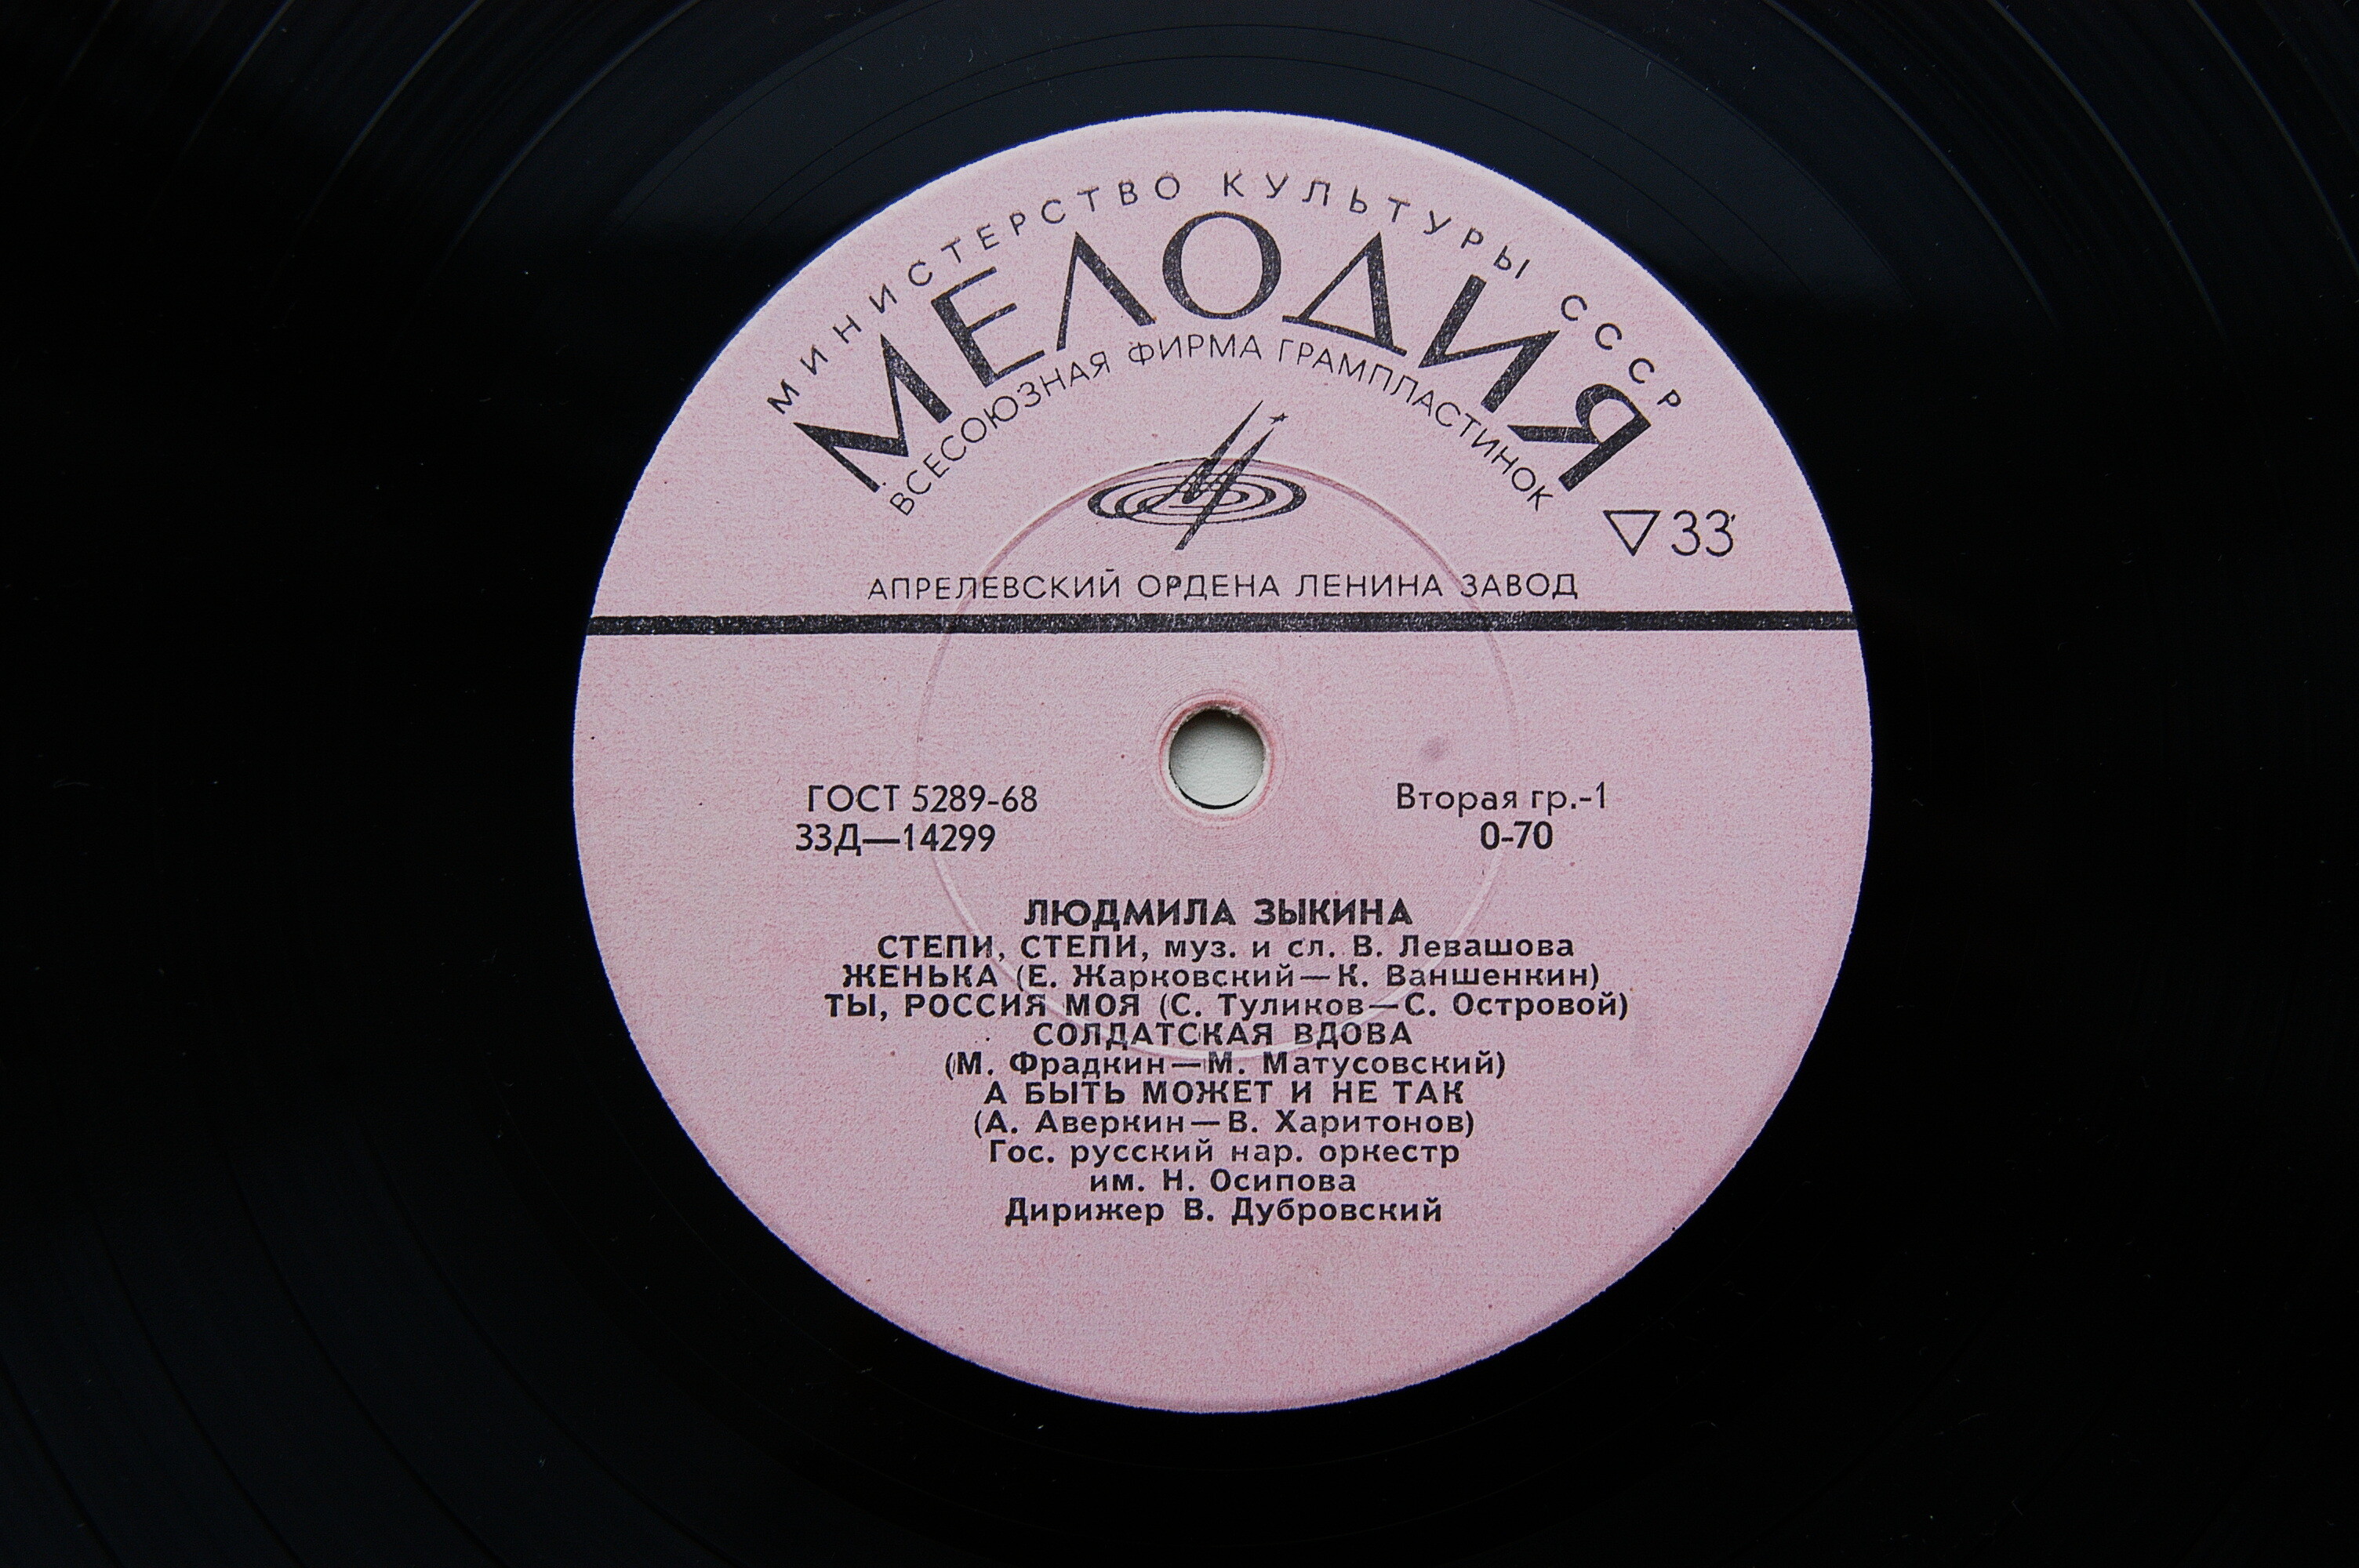 МИНИСТЕРСТВО КУЛЬТУРЫ СССР
МЕЛОДИЯ
ВСЕСОЮЗНАЯ ФИРМА ГРАМПЛАСТИНОК
33
АПРЕЛЕВСКИЙ ОРДЕНА ЛЕНИНА ЗАВОД
ГОСТ 5289-68
33Д—14299
Вторая гр.-1
0-70
ЛЮДМИЛА ЗЫКИНА
СТЕПИ, СТЕПИ, муз. и сл. В. Левашова
ЖЕНЬКА (Е. Жарковский—К. Ваншенкин)
ТЫ, РОССИЯ МОЯ (С. Туликов—С. Островой)
СОЛДАТСКАЯ ВДОВА
(М. Фрадкин—М. Матусовский)
А БЫТЬ МОЖЕТ И НЕ ТАК
(А. Аверкин—В. Харитонов)
Гос. русский нар. оркестр
им. Н. Осипова
Дирижер В. Дубровский